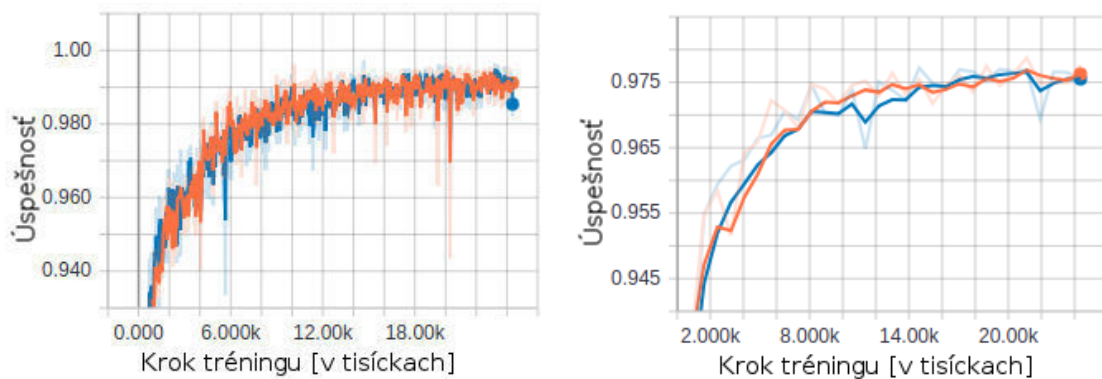 1.00
0.980
0.960
0.940
Úspešnosť
0.000 6.000k 12.00k 18.00k
Krok tréningu [v tisíckach]
0.975
0.965
0.955
0.945
Úspešnosť
2.000k 8.000k 14.00k 20.00k
Krok tréningu [v tisíckach]